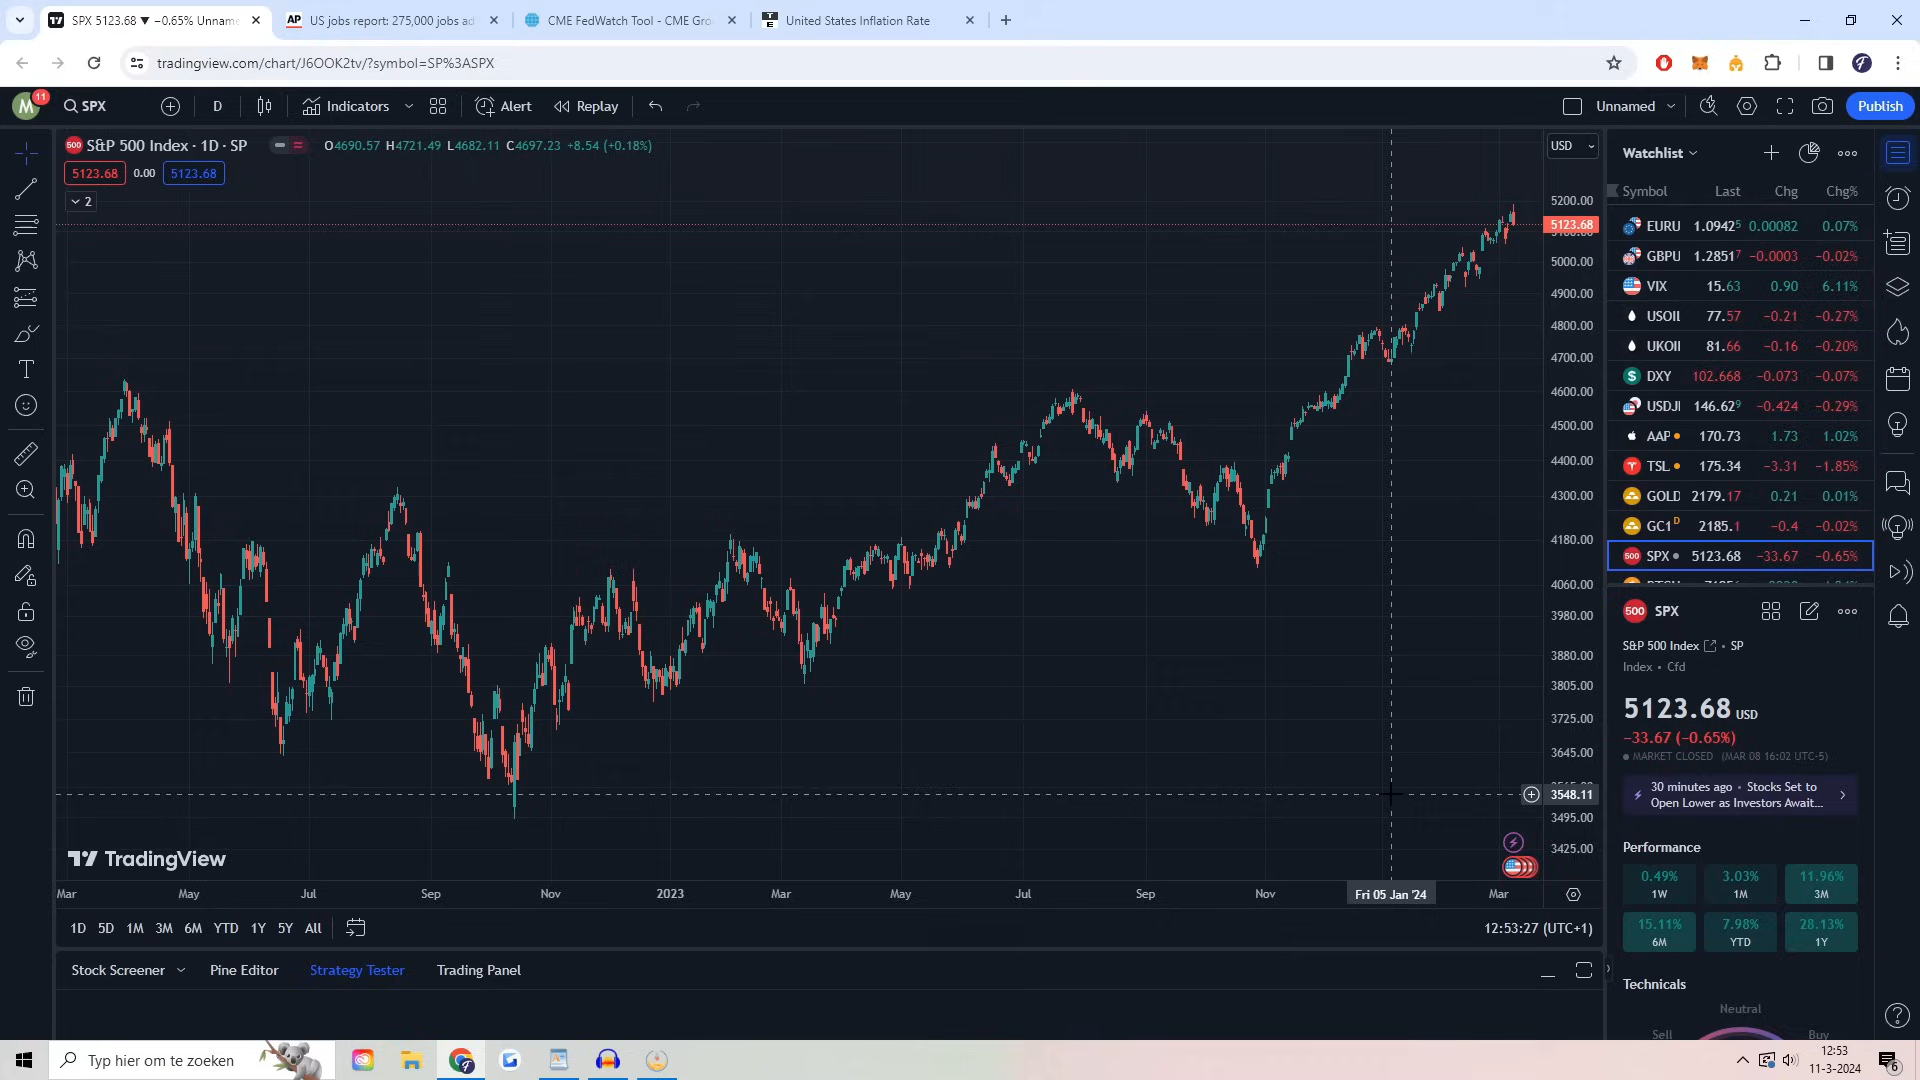 SPX 5123.68 ▼ −0.65% Unnam
US jobs report: 275,000 jobs ad
CME FedWatch Tool - CME Gro
United States Inflation Rate
tradingview.com/chart/J6OOK2tv/?symbol=SP%3ASPX
M
11
SPX
D
Indicators
Alert
Replay
Unnamed
Publish
S&P 500 Index · 1D · SP
O4690.57 H4721.49 L4682.11 C4697.23 +8.54 (+0.18%)
5123.68 0.00 5123.68
2
USD
5200.00
5123.68
5000.00
4900.00
4800.00
4700.00
4600.00
4500.00
4400.00
4300.00
4180.00
4060.00
3980.00
3880.00
3805.00
3725.00
3645.00
3548.11
3495.00
3425.00
TradingView
Mar May Jul Sep Nov 2023 Mar May Jul Sep Nov Fri 05 Jan '24 Mar
1D 5D 1M 3M 6M YTD 1Y 5Y All
12:53:27 (UTC+1)
Stock Screener Pine Editor Strategy Tester Trading Panel
Watchlist
Symbol Last Chg Chg%
EURU 1.09425 0.00082 0.07%
GBPU 1.28517 −0.0003 −0.02%
VIX 15.63 0.90 6.11%
USOIL 77.57 −0.21 −0.27%
UKOIL 81.66 −0.16 −0.20%
DXY 102.668 −0.073 −0.07%
USDJ 146.629 −0.424 −0.29%
AAP 170.73 1.73 1.02%
TSL 175.34 −3.31 −1.85%
GOLD 2179.17 0.21 0.01%
GC1 D 2185.1 −0.4 −0.02%
500 SPX 5123.68 −33.67 −0.65%
500 SPX
S&P 500 Index • SP
Index • Cfd
5123.68 USD
−33.67 (−0.65%)
MARKET CLOSED (MAR 08 16:02 UTC-5)
30 minutes ago • Stocks Set to
Open Lower as Investors Await...
Performance
0.49% 3.03% 11.96%
1W 1M 3M
15.11% 7.98% 28.13%
6M YTD 1Y
Technicals
Neutral
Sell Buy
Typ hier om te zoeken
12:53
11-3-2024
6